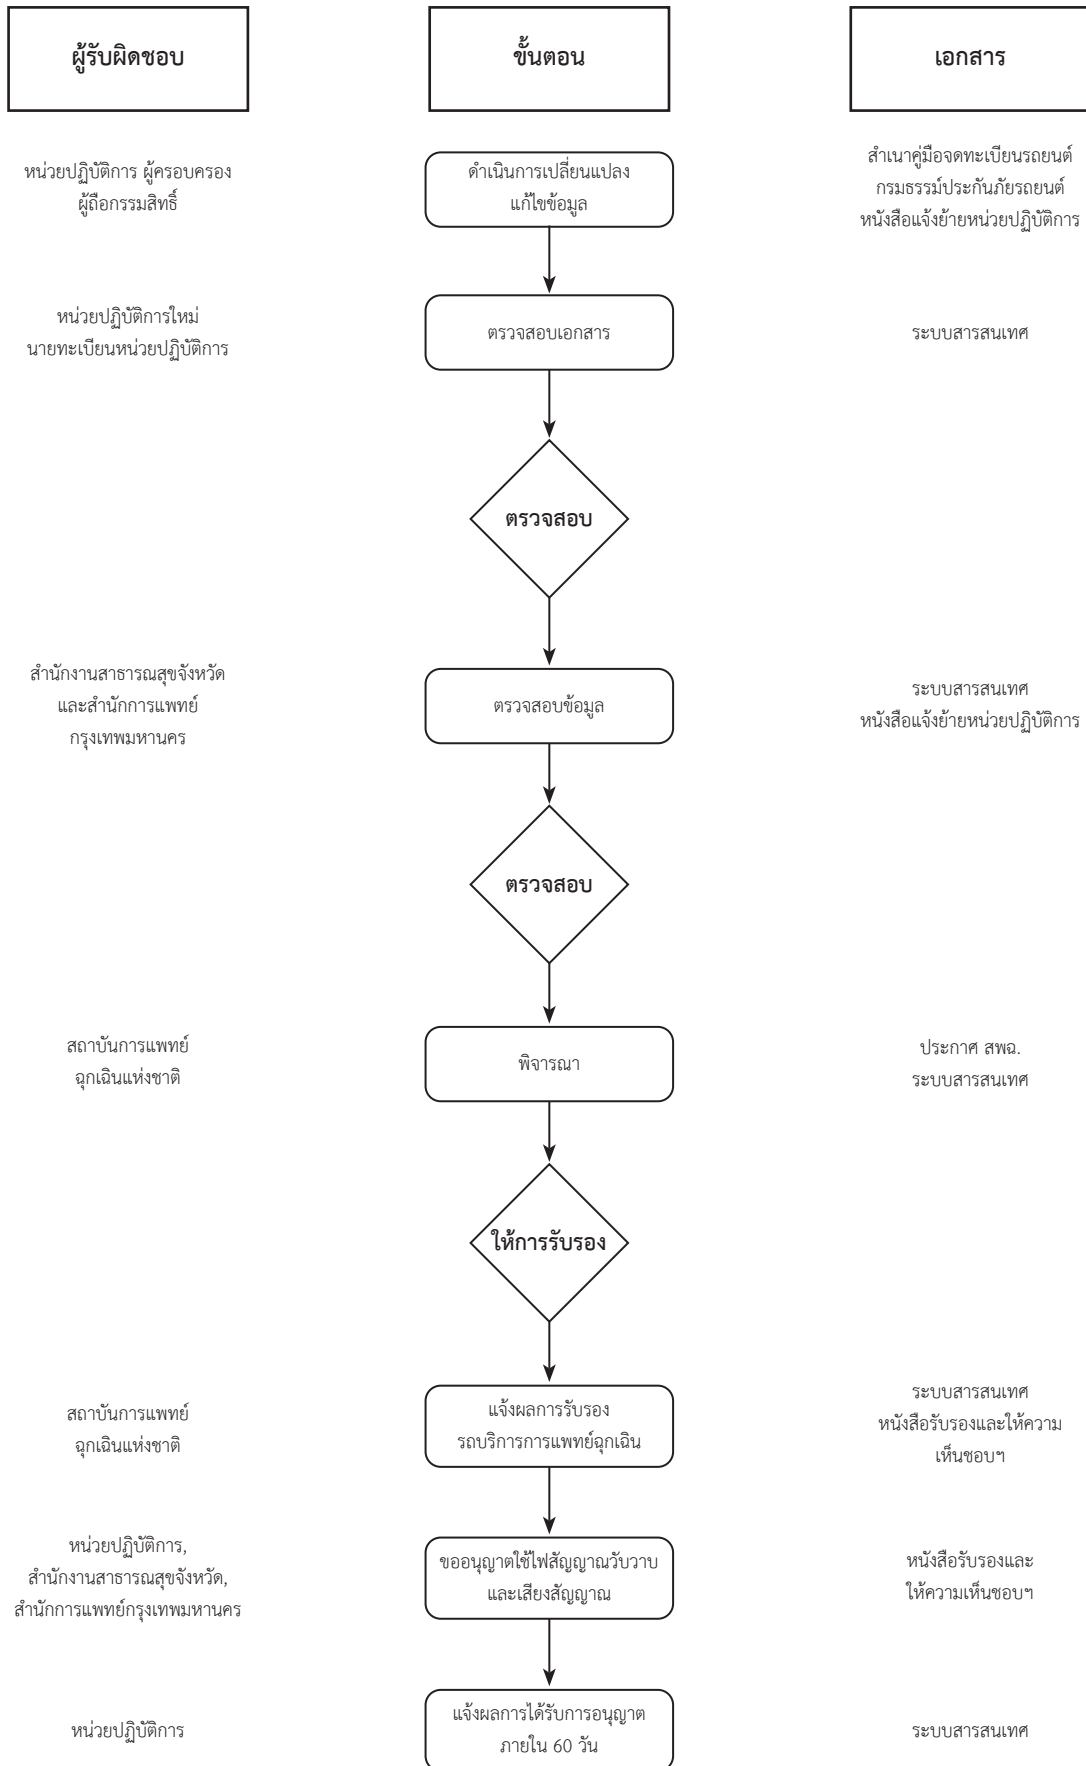 ผู้รับผิดชอบ
ขั้นตอน
เอกสาร
หน่วยปฏิบัติการ ผู้ครอบครอง
ผู้ถือกรรมสิทธิ์
ดำเนินการเปลี่ยนแปลง
แก้ไขข้อมูล
สำเนาคู่มือจดทะเบียนรถยนต์
กรมธรรม์ประกันภัยรถยนต์
หนังสือแจ้งย้ายหน่วยปฏิบัติการ
หน่วยปฏิบัติการใหม่
นายทะเบียนหน่วยปฏิบัติการ
ตรวจสอบเอกสาร
ระบบสารสนเทศ
ตรวจสอบ
สำนักงานสาธารณสุขจังหวัด
และสำนักการแพทย์
กรุงเทพมหานคร
ตรวจสอบข้อมูล
ระบบสารสนเทศ
หนังสือแจ้งย้ายหน่วยปฏิบัติการ
ตรวจสอบ
สถาบันการแพทย์
ฉุกเฉินแห่งชาติ
พิจารณา
ประกาศ สพฉ.
ระบบสารสนเทศ
ให้การรับรอง
สถาบันการแพทย์
ฉุกเฉินแห่งชาติ
แจ้งผลการรับรอง
รถบริการการแพทย์ฉุกเฉิน
ระบบสารสนเทศ
หนังสือรับรองและให้ความ
เห็นชอบฯ
หน่วยปฏิบัติการ,
สำนักงานสาธารณสุขจังหวัด,
สำนักการแพทย์กรุงเทพมหานคร
ขออนุญาตใช้ไฟสัญญาณวับวาบ
และเสียงสัญญาณ
หนังสือรับรองและ
ให้ความเห็นชอบฯ
หน่วยปฏิบัติการ
แจ้งผลการได้รับการอนุญาต
ภายใน 60 วัน
ระบบสารสนเทศ